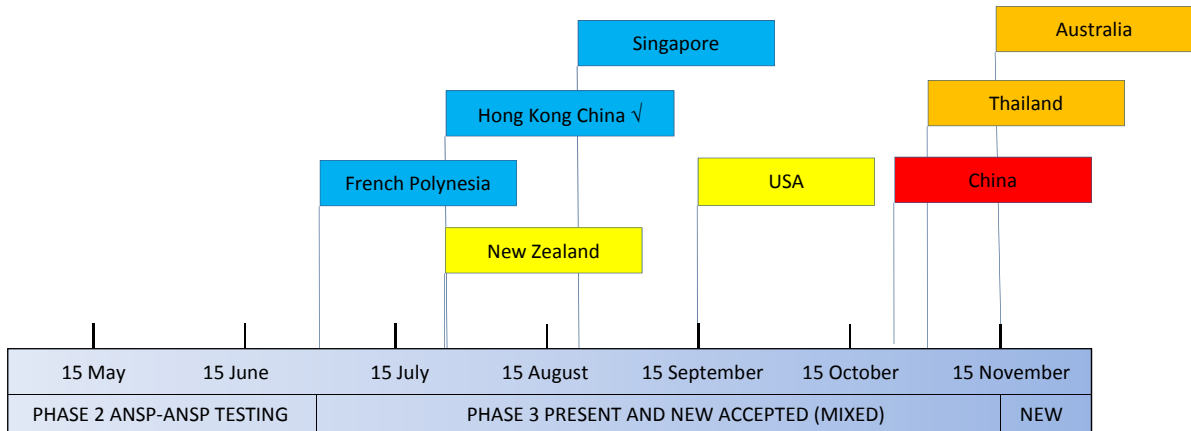 Australia
Singapore
Thailand
Hong Kong China √
French Polynesia
USA
China
New Zealand
15 May
15 June
15 July
15 August
15 September
15 October
15 November
PHASE 2 ANSP-ANSP TESTING
PHASE 3 PRESENT AND NEW ACCEPTED (MIXED)
NEW